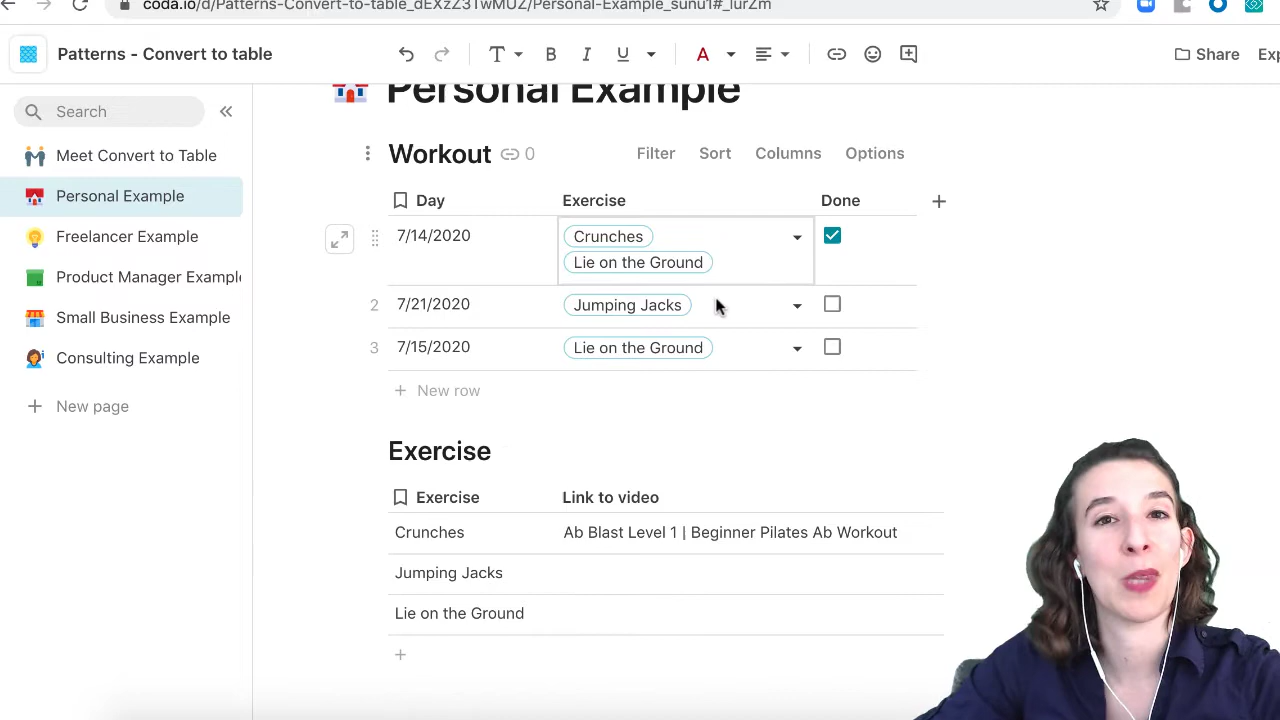 coda.io/d/Patterns-Convert-to-table_dEXzZ3TwMUZ/Personal-Example_sunu1#_lurZm
Patterns - Convert to table
T
B
I
U
A
Share
Exp
Search
Meet Convert to Table
Personal Example
Freelancer Example
Product Manager Example
Small Business Example
Consulting Example
New page
Personal Example
Workout 0
Filter Sort Columns Options
Day Exercise Done +
7/14/2020 Crunches
Lie on the Ground
2 7/21/2020 Jumping Jacks
3 7/15/2020 Lie on the Ground
+ New row
Exercise
Exercise Link to video
Crunches Ab Blast Level 1 | Beginner Pilates Ab Workout
Jumping Jacks
Lie on the Ground
+